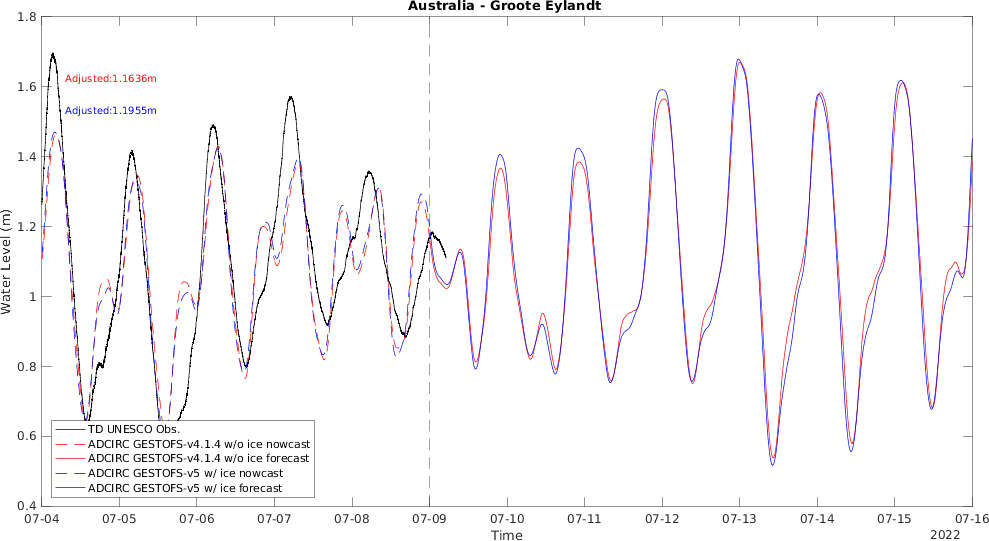 Australia - Groote Eylandt
1.8
1.6
1.4
1.2
1
0.8
0.6
0.4
Water Level (m)
Adjusted:1.1636m
Adjusted:1.1955m
TD UNESCO Obs.
ADCIRC GESTOFS-v4.1.4 w/o ice nowcast
ADCIRC GESTOFS-v4.1.4 w/o ice forecast
ADCIRC GESTOFS-v5 w/ ice nowcast
ADCIRC GESTOFS-v5 w/ ice forecast
07-04 07-05 07-06 07-07 07-08 07-09 07-10 07-11 07-12 07-13 07-14 07-15 07-16
Time
2022